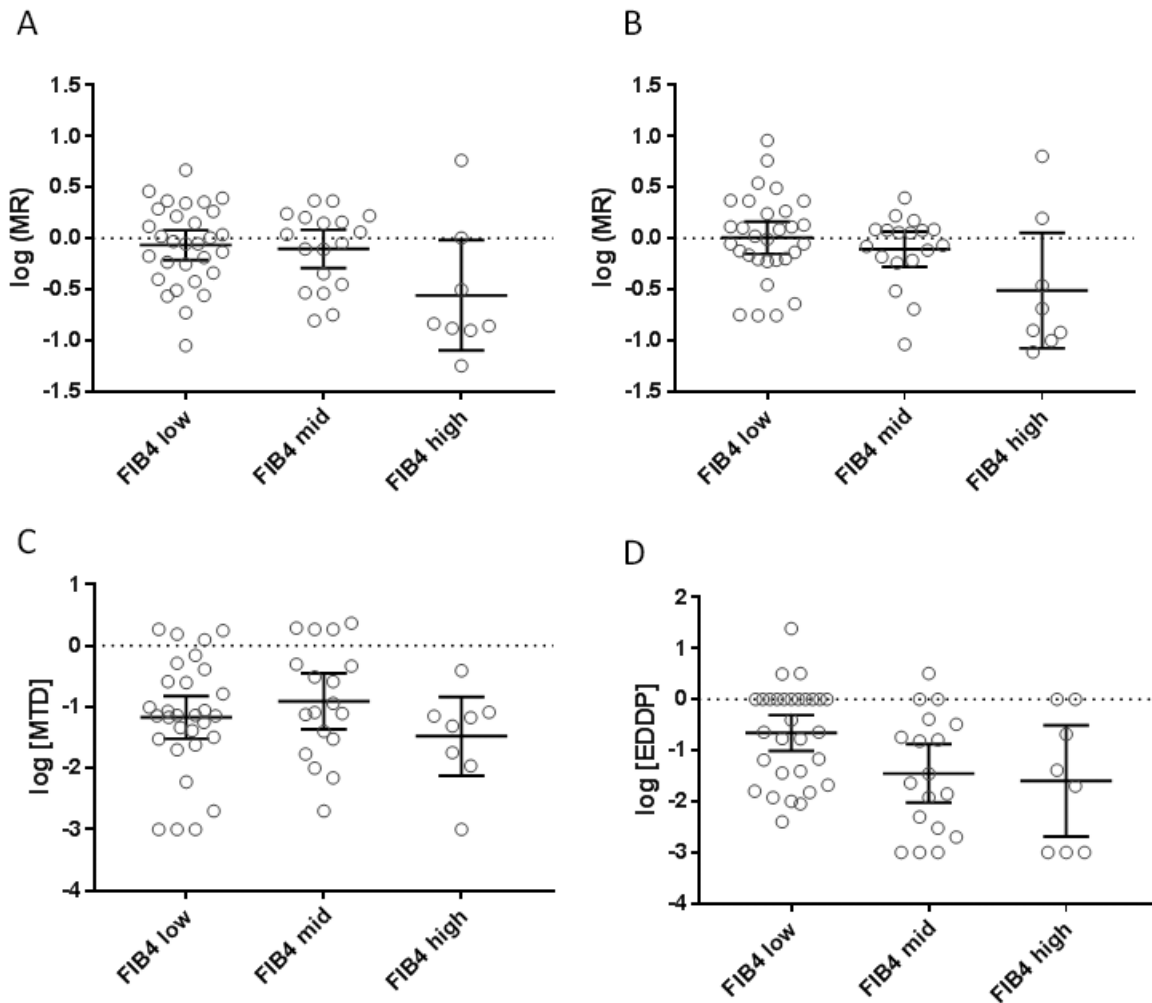 A
log (MR)
1.5
1.0
0.5
0.0
-0.5
-1.0
-1.5
FIB4 low
FIB4 mid
FIB4 high
B
log (MR)
1.5
1.0
0.5
0.0
-0.5
-1.0
-1.5
FIB4 low
FIB4 mid
FIB4 high
C
log [MTD]
1
0
-1
-2
-3
-4
FIB4 low
FIB4 mid
FIB4 high
D
log [EDDP]
2
1
0
-1
-2
-3
-4
FIB4 low
FIB4 mid
FIB4 high